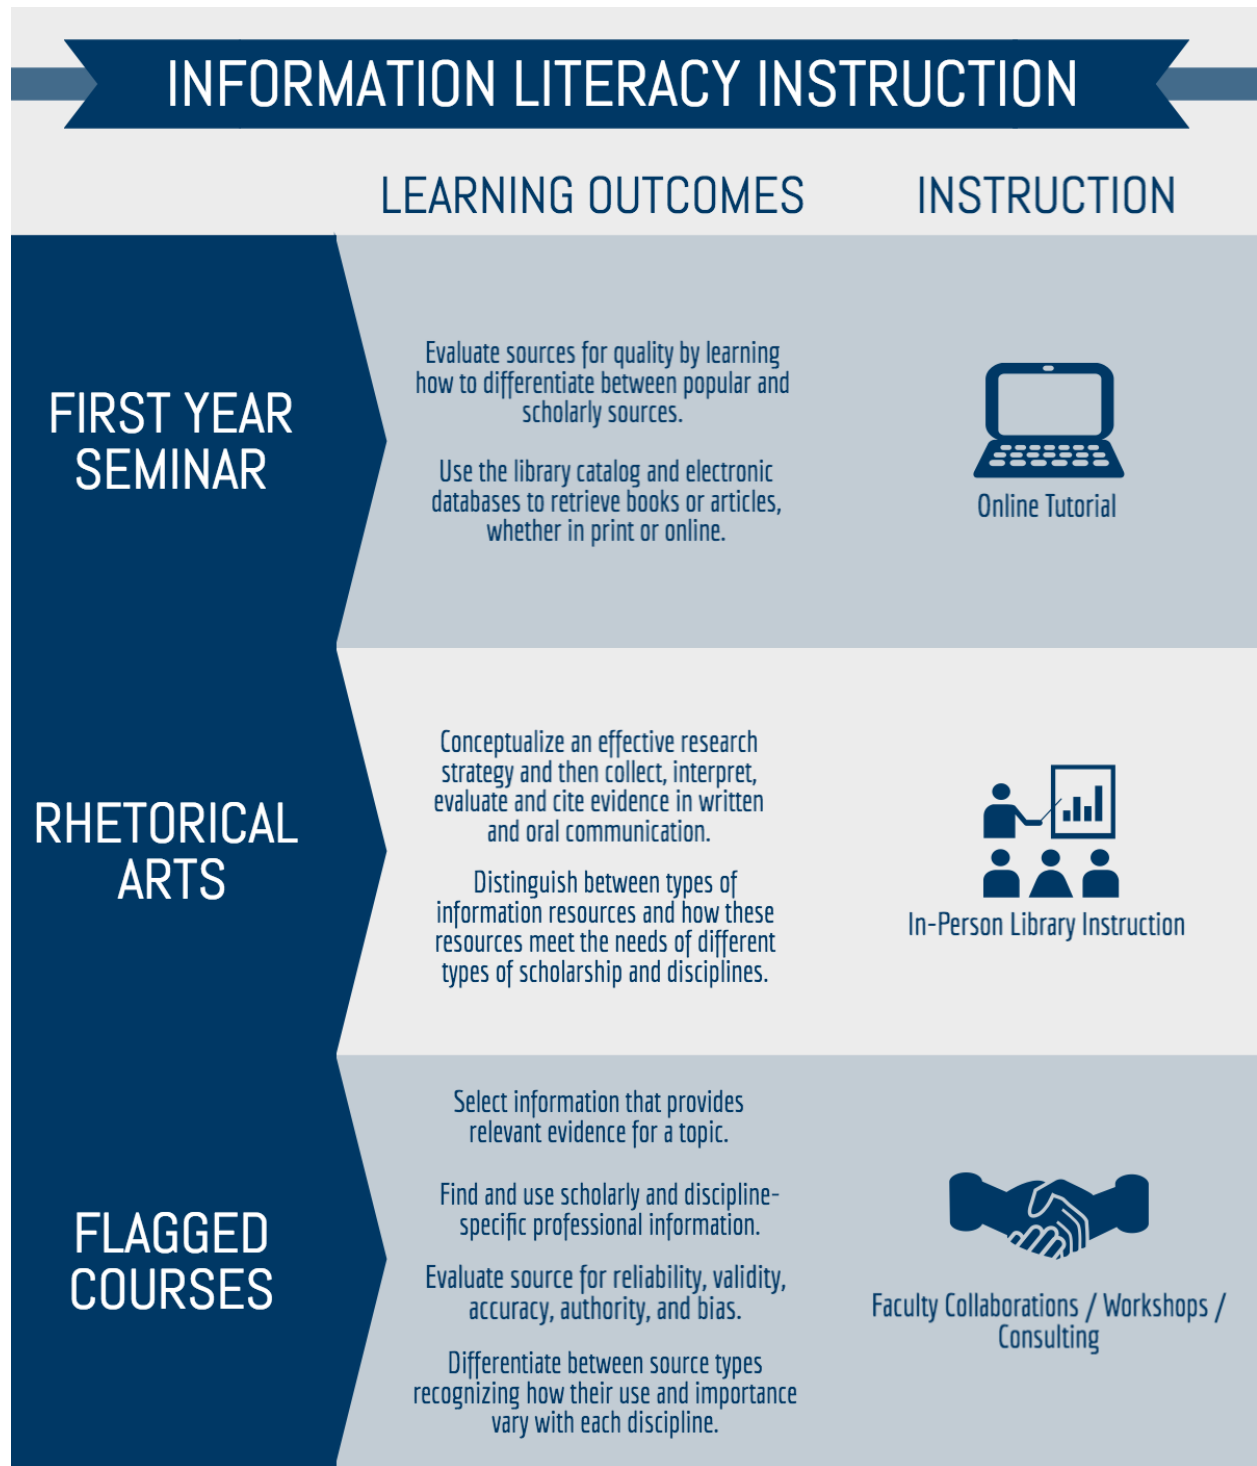 INFORMATION LITERACY INSTRUCTION
LEARNING OUTCOMES
INSTRUCTION
FIRST YEAR
SEMINAR
Evaluate sources for quality by learning
how to differentiate between popular and
scholarly sources.
Use the library catalog and electronic
databases to retrieve books or articles,
whether in print or online.
Online Tutorial
RHETORICAL
ARTS
Conceptualize an effective research
strategy and then collect, interpret,
evaluate and cite evidence in written
and oral communication.
Distinguish between types of
information resources and how these
resources meet the needs of different
types of scholarship and disciplines.
In-Person Library Instruction
FLAGGED
COURSES
Select information that provides
relevant evidence for a topic.
Find and use scholarly and discipline-
specific professional information.
Evaluate source for reliability, validity,
accuracy, authority, and bias.
Differentiate between source types
recognizing how their use and importance
vary with each discipline.
Faculty Collaborations / Workshops /
Consulting